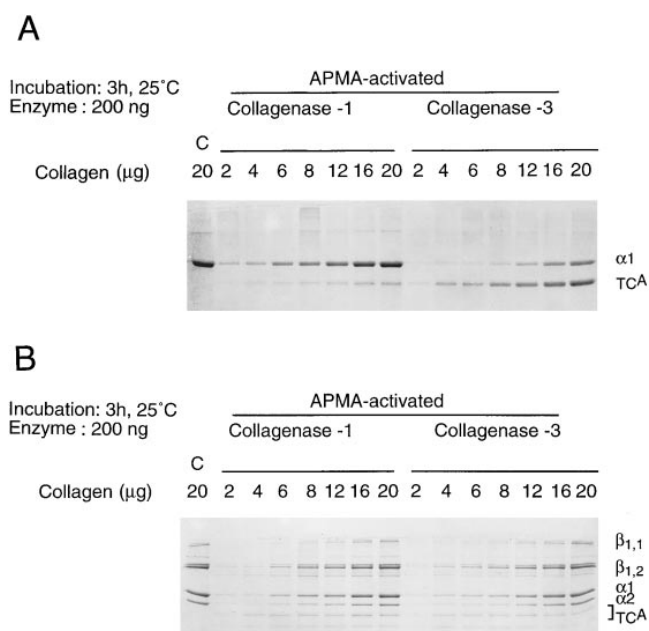 A
APMA-activated
Incubation: 3h, 25°C
Enzyme : 200 ng
Collagenase -1 Collagenase -3
C
Collagen (μg) 20 2 4 6 8 12 16 20 2 4 6 8 12 16 20
α1
TCA
B
APMA-activated
Incubation: 3h, 25°C
Enzyme : 200 ng
Collagenase -1 Collagenase -3
C
Collagen (μg) 20 2 4 6 8 12 16 20 2 4 6 8 12 16 20
β1,1
β1,2
α1
α2
]TCA